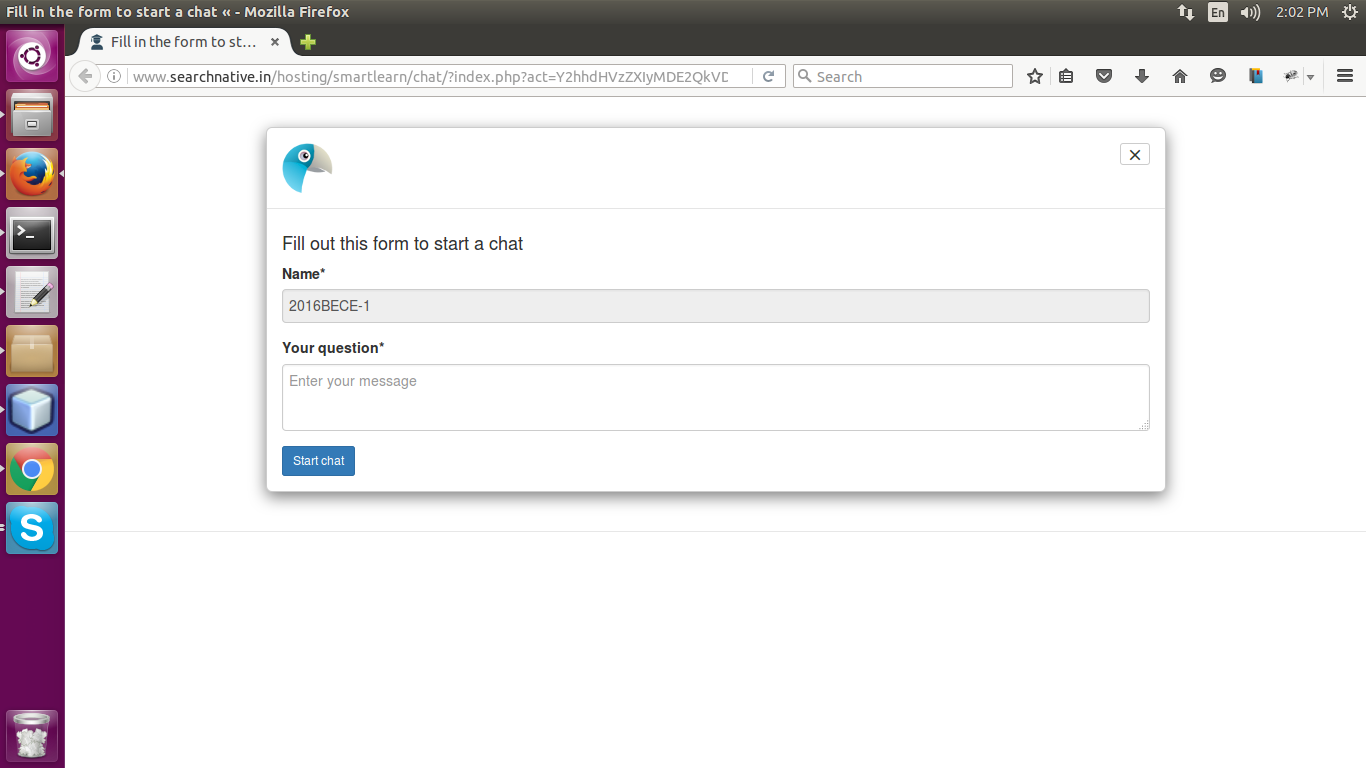 Fill in the form to start a chat « - Mozilla Firefox
En
2:02 PM
Fill in the form to st...
www.searchnative.in/hosting/smartlearn/chat/?index.php?act=Y2hhdHVzZXIyMDE2QkVD
Search
Fill out this form to start a chat
Name*
2016BECE-1
Your question*
Enter your message
Start chat